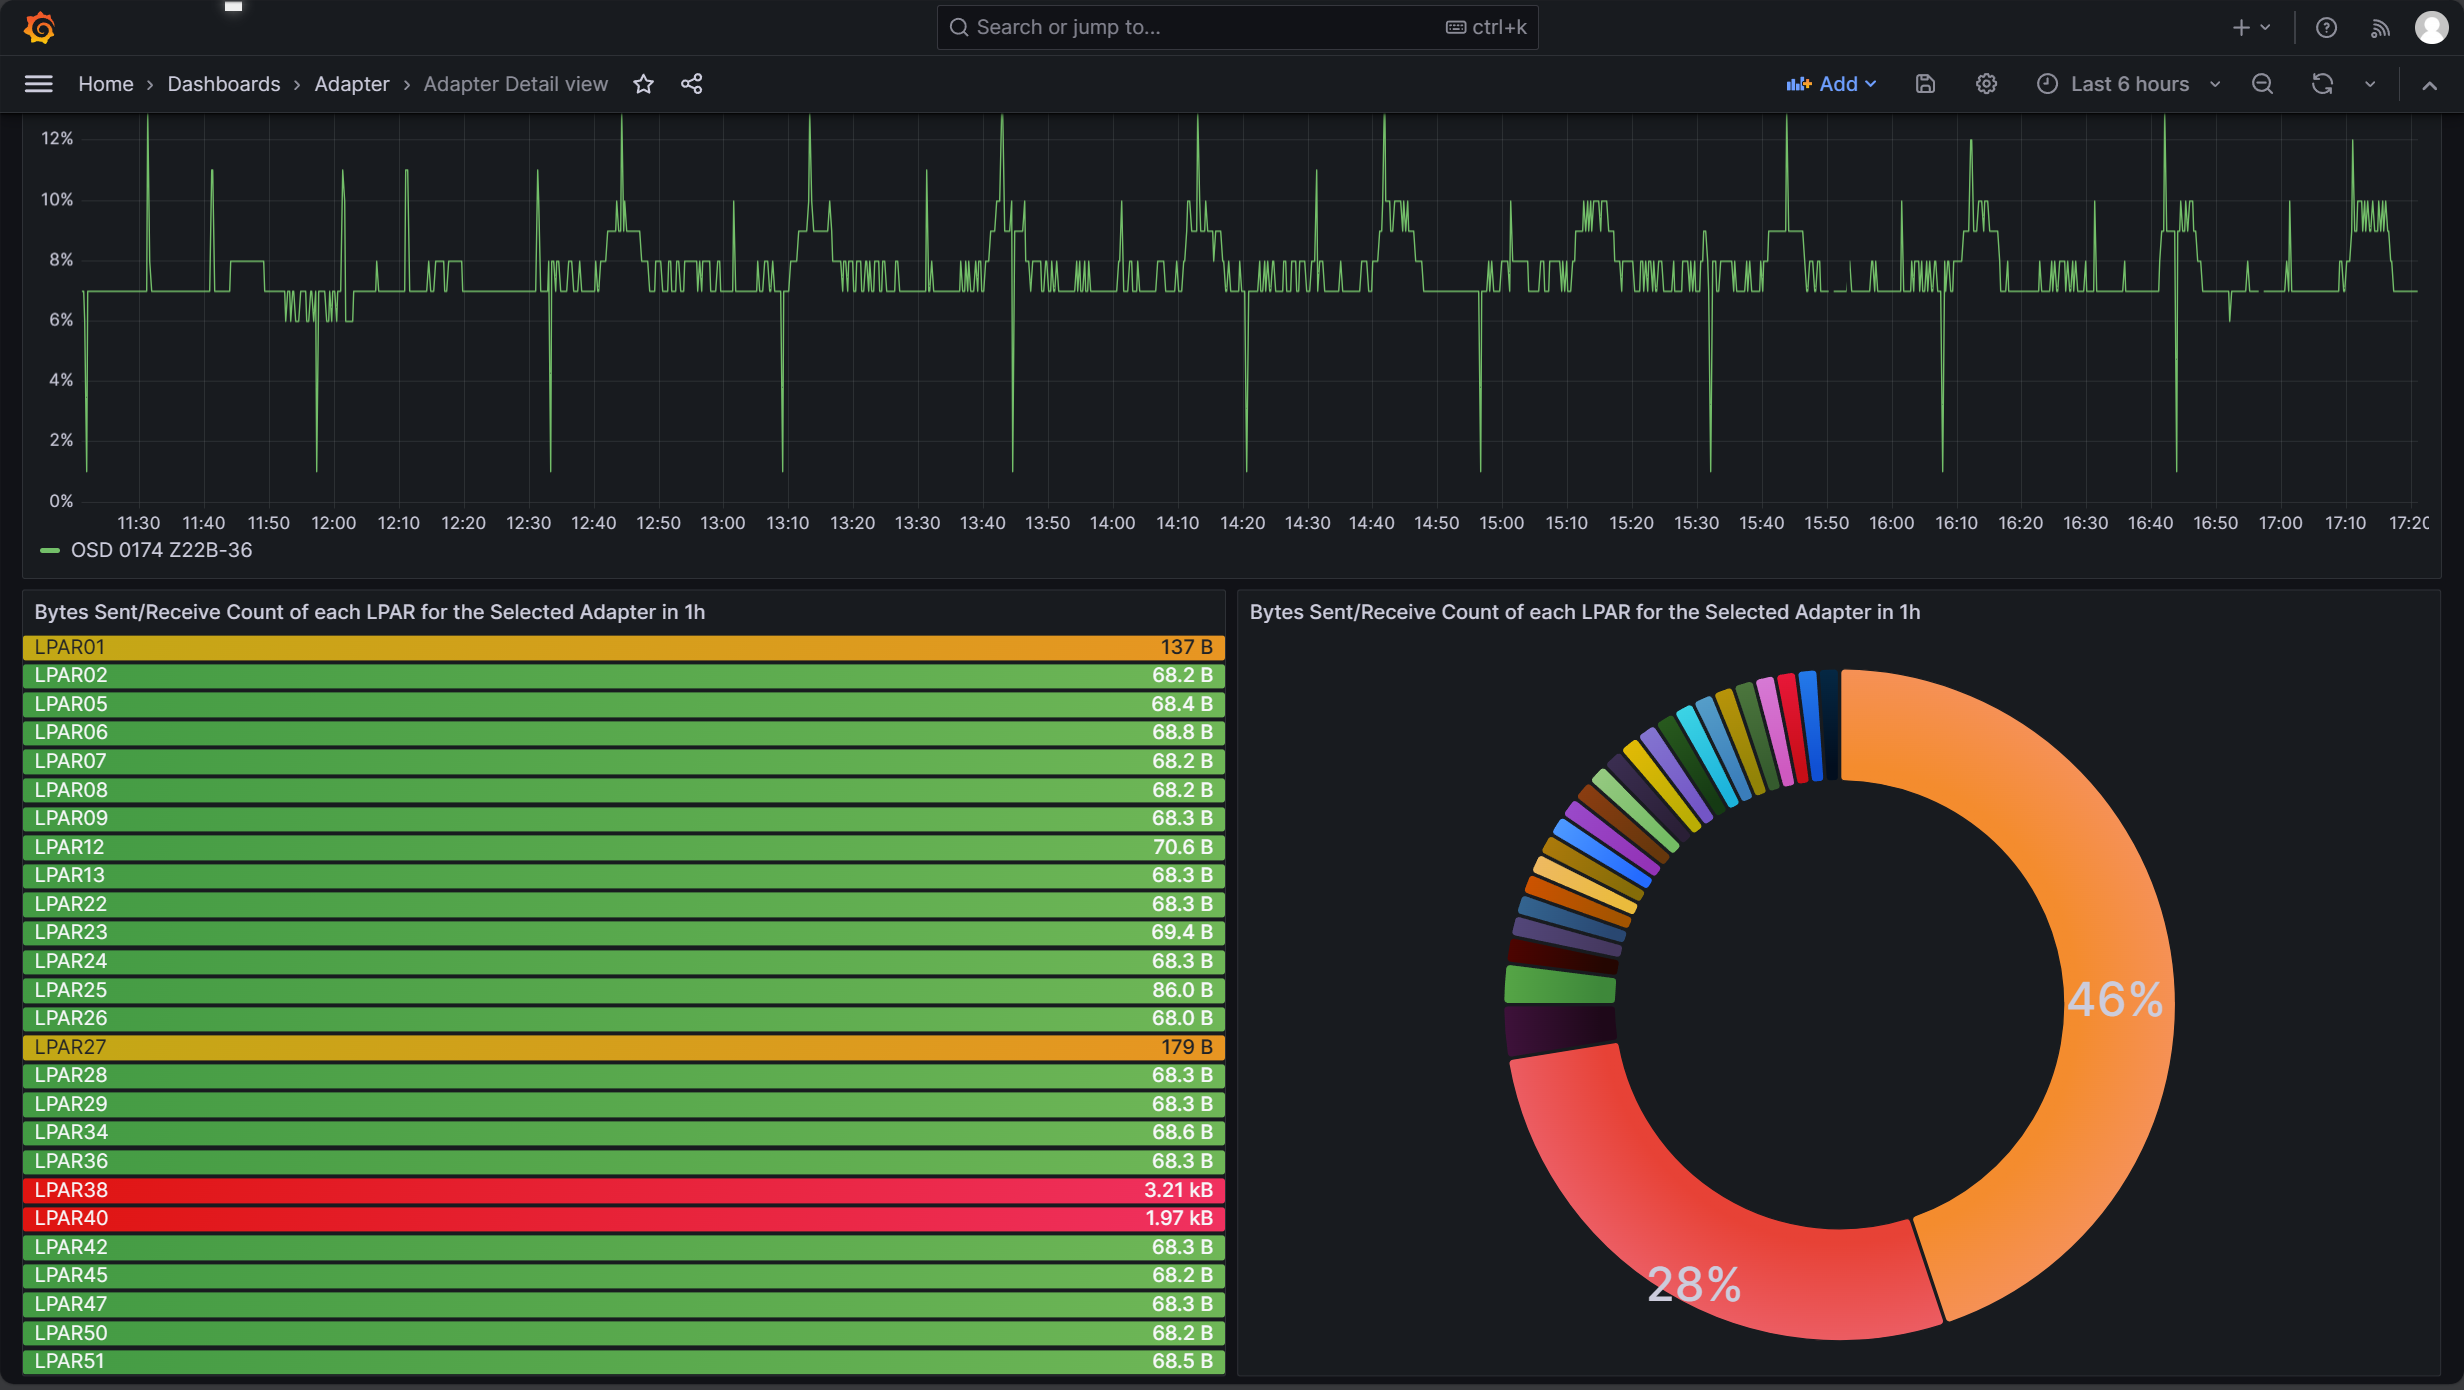 Search or jump to...
ctrl+k
Home › Dashboards › Adapter › Adapter Detail view
Add
Last 6 hours
12%
10%
8%
6%
4%
2%
0%
11:30 11:40 11:50 12:00 12:10 12:20 12:30 12:40 12:50 13:00 13:10 13:20 13:30 13:40 13:50 14:00 14:10 14:20 14:30 14:40 14:50 15:00 15:10 15:20 15:30 15:40 15:50 16:00 16:10 16:20 16:30 16:40 16:50 17:00 17:10 17:20
OSD 0174 Z22B-36
Bytes Sent/Receive Count of each LPAR for the Selected Adapter in 1h
LPAR01 137 B
LPAR02 68.2 B
LPAR05 68.4 B
LPAR06 68.8 B
LPAR07 68.2 B
LPAR08 68.2 B
LPAR09 68.3 B
LPAR12 70.6 B
LPAR13 68.3 B
LPAR22 68.3 B
LPAR23 69.4 B
LPAR24 68.3 B
LPAR25 86.0 B
LPAR26 68.0 B
LPAR27 179 B
LPAR28 68.3 B
LPAR29 68.3 B
LPAR34 68.6 B
LPAR36 68.3 B
LPAR38 3.21 kB
LPAR40 1.97 kB
LPAR42 68.3 B
LPAR45 68.2 B
LPAR47 68.3 B
LPAR50 68.2 B
LPAR51 68.5 B
Bytes Sent/Receive Count of each LPAR for the Selected Adapter in 1h
46%
28%